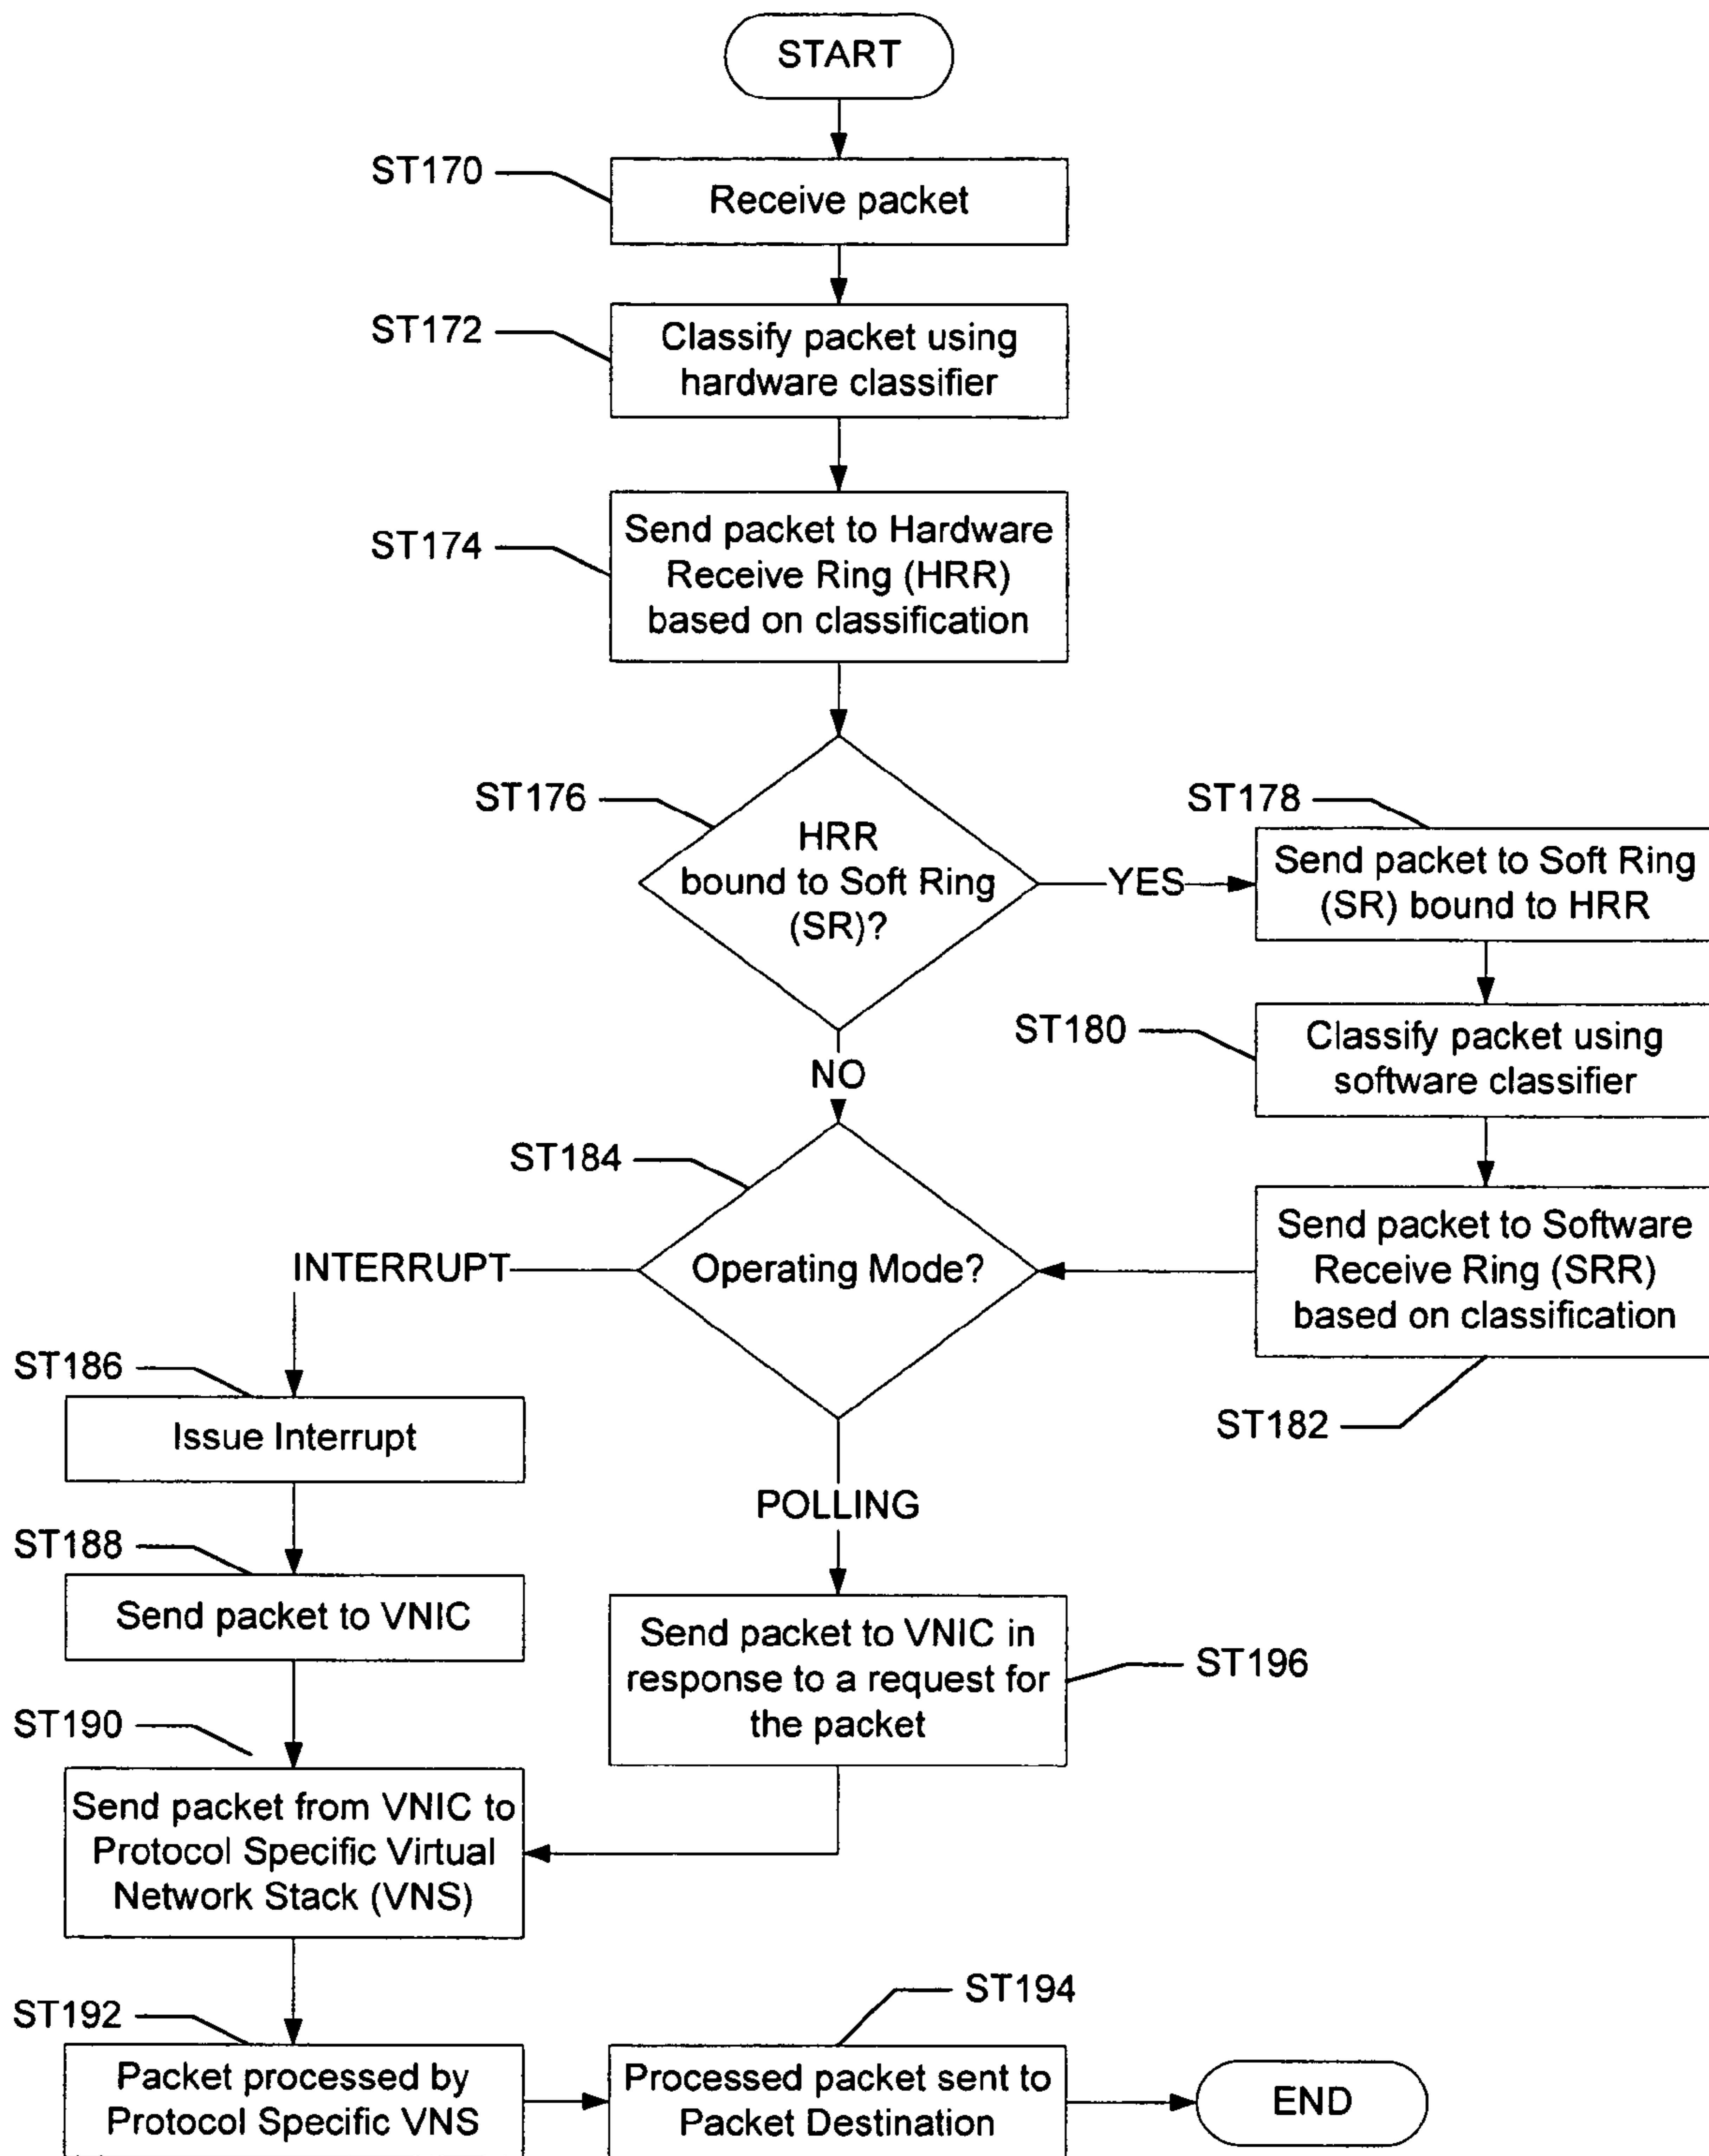 START
ST170
Receive packet
ST172
Classify packet using
hardware classifier
ST174
Send packet to Hardware
Receive Ring (HRR)
based on classification
ST176
HRR
bound to Soft Ring
(SR)?
YES
ST178
Send packet to Soft Ring
(SR) bound to HRR
NO
ST180
Classify packet using
software classifier
ST184
Operating Mode?
Send packet to Software
Receive Ring (SRR)
based on classification
ST182
INTERRUPT
ST186
Issue Interrupt
POLLING
ST188
Send packet to VNIC
Send packet to VNIC in
response to a request for
the packet
ST196
ST190
Send packet from VNIC to
Protocol Specific Virtual
Network Stack (VNS)
ST192
Packet processed by
Protocol Specific VNS
ST194
Processed packet sent to
Packet Destination
END